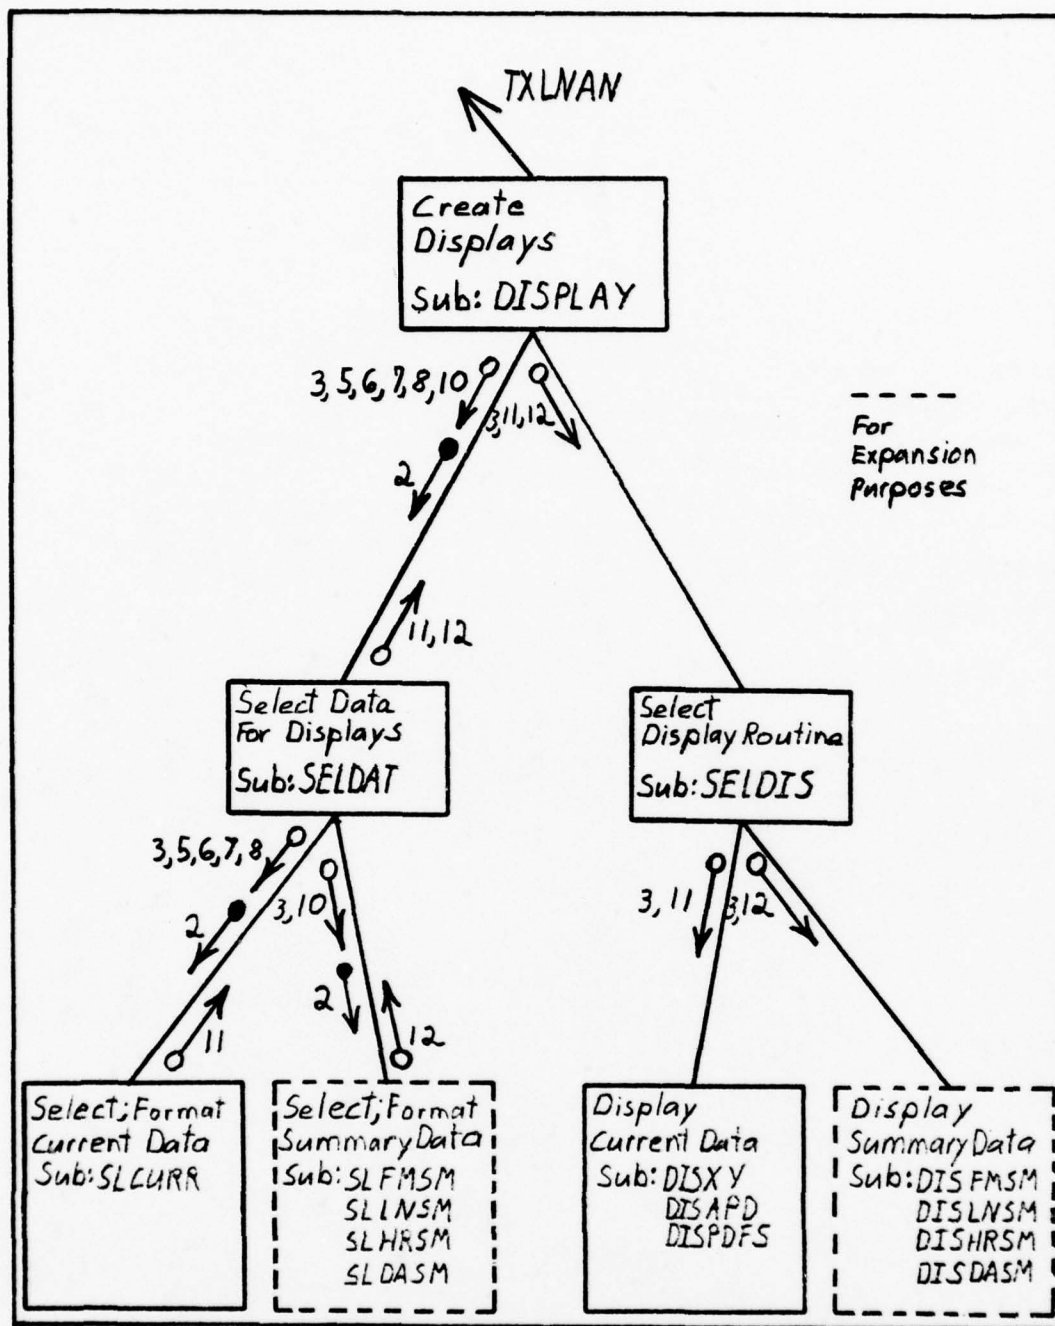 TXLNAN
Create
Displays
Sub: DISPLAY
3,5,6,7,8,10
3,11,12
2
11,12
For
Expansion
Purposes
Select Data
For Displays
Sub: SELDAT
Select
Display Routine
Sub: SELDIS
3,5,6,7,8
2
11
3,10
2
12
3,11
3,12
Select; Format
Current Data
Sub: SLCURR
Select; Format
Summary Data
Sub: SLFMSM
SLLNSM
SLHRSM
SLDASM
Display
Current Data
Sub: DISXY
DISAPD
DISPDFS
Display
Summary Data
Sub: DISFMSM
DISLNSM
DISHRSM
DISDASM